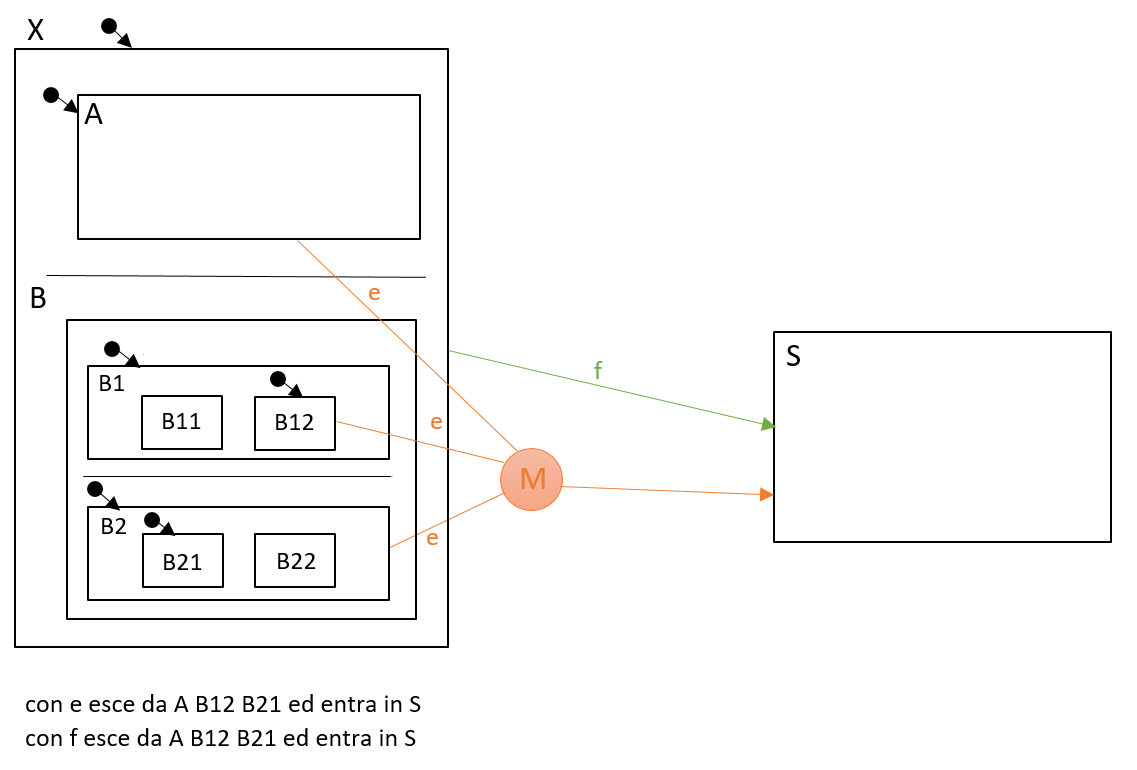 X
A
e
B
B1
B11
B12
e
f
S
M
B2
B21
B22
e
con e esce da A B12 B21 ed entra in S
con f esce da A B12 B21 ed entra in S